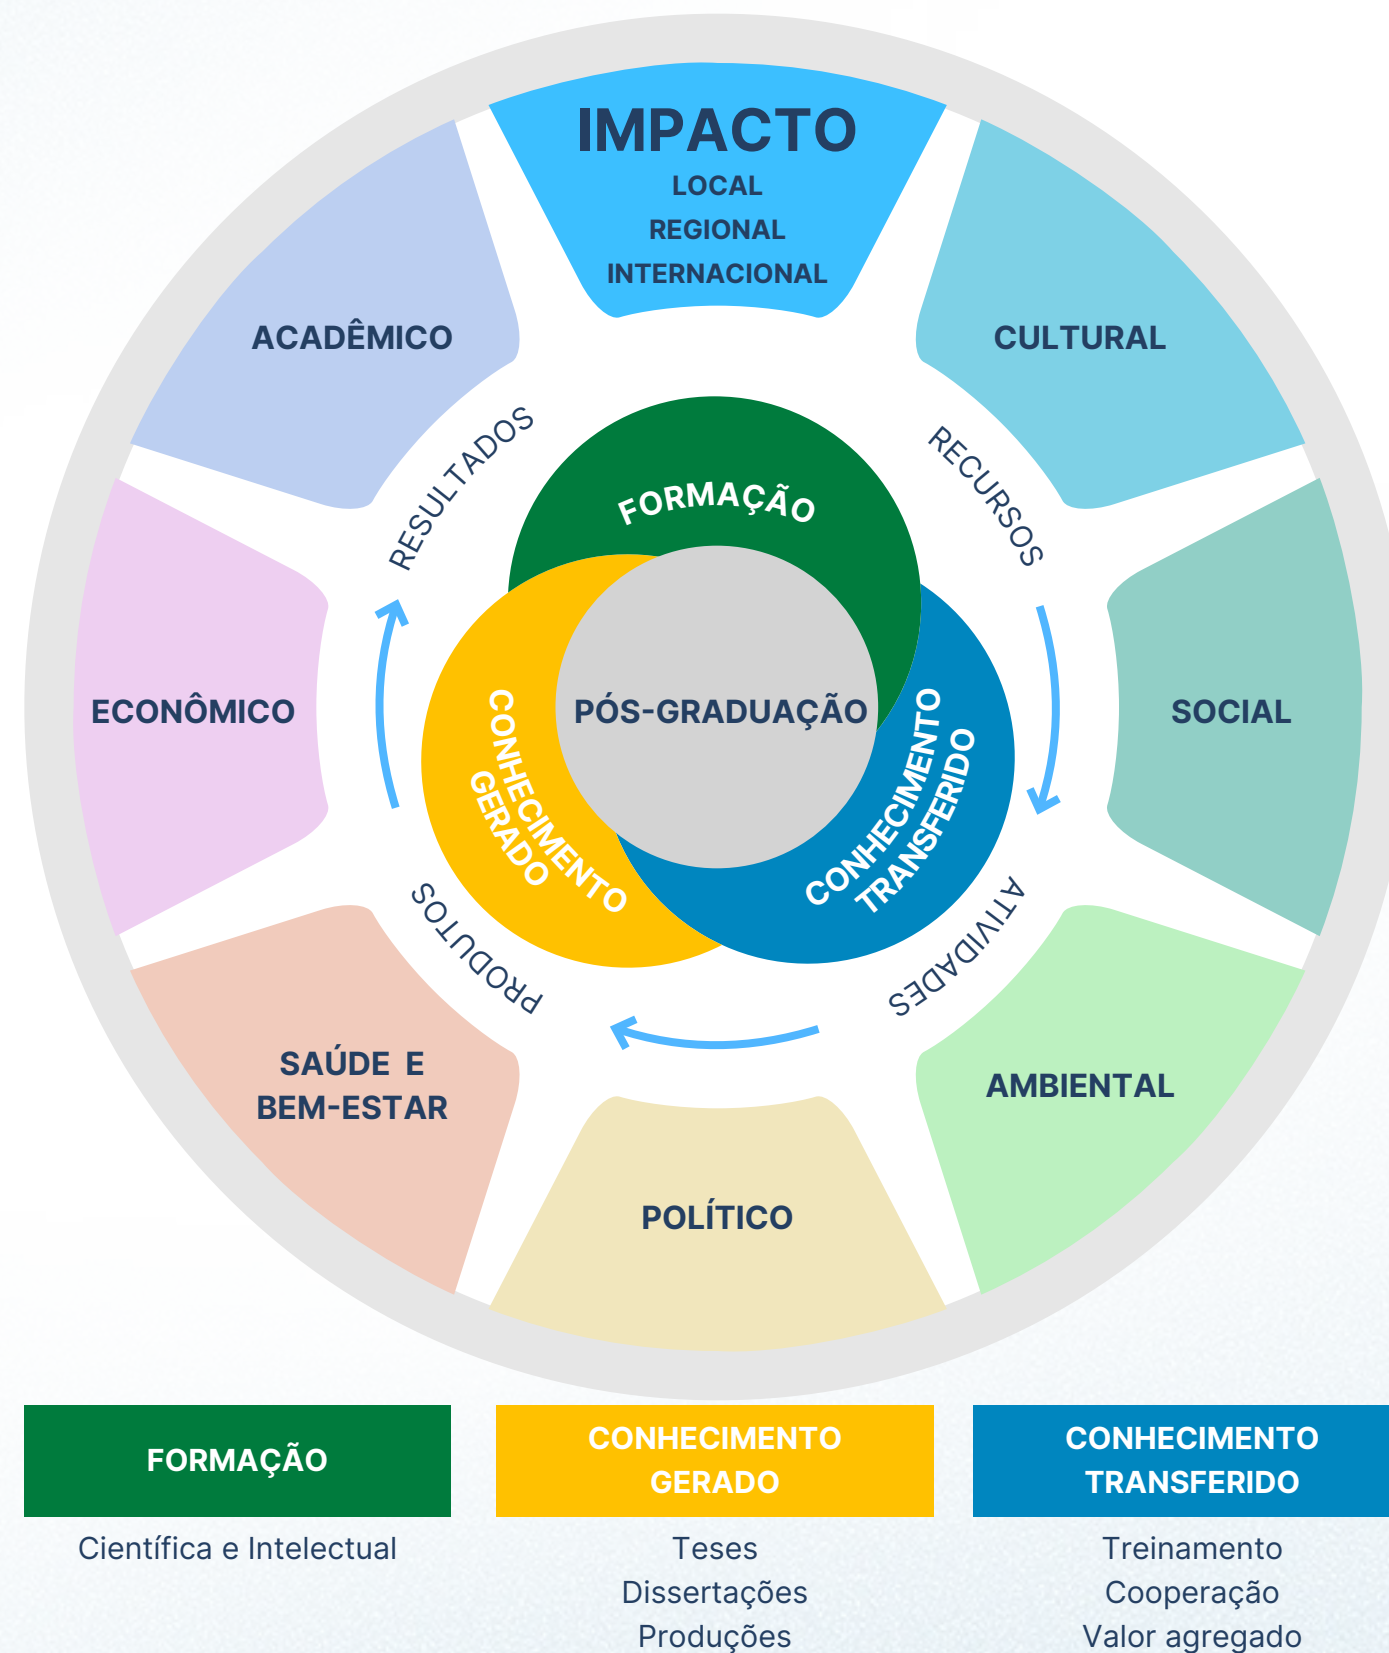 IMPACTO
LOCAL
REGIONAL
INTERNACIONAL
ACADÊMICO
CULTURAL
RESULTADOS
RECURSOS
FORMAÇÃO
ECONÔMICO
PÓS-GRADUAÇÃO
SOCIAL
CONHECIMENTO
GERADO
CONHECIMENTO
TRANSFERIDO
PRODUTOS
ATIVIDADES
SAÚDE E
BEM-ESTAR
AMBIENTAL
POLÍTICO
FORMAÇÃO
Científica e Intelectual
CONHECIMENTO
GERADO
Teses
Dissertações
Produções
CONHECIMENTO
TRANSFERIDO
Treinamento
Cooperação
Valor agregado